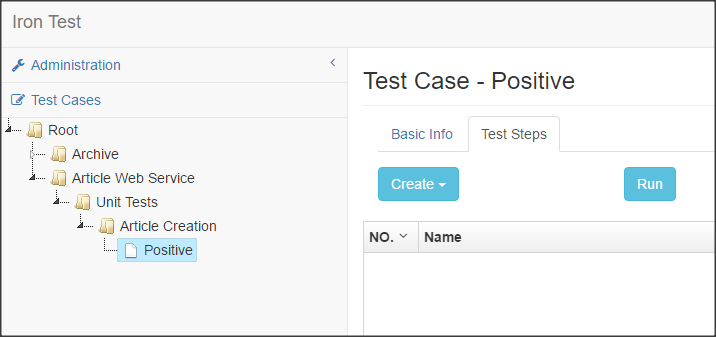 Iron Test
Administration
Test Cases
Root
Archive
Article Web Service
Unit Tests
Article Creation
Positive
Test Case - Positive
Basic Info Test Steps
Create Run
NO. Name